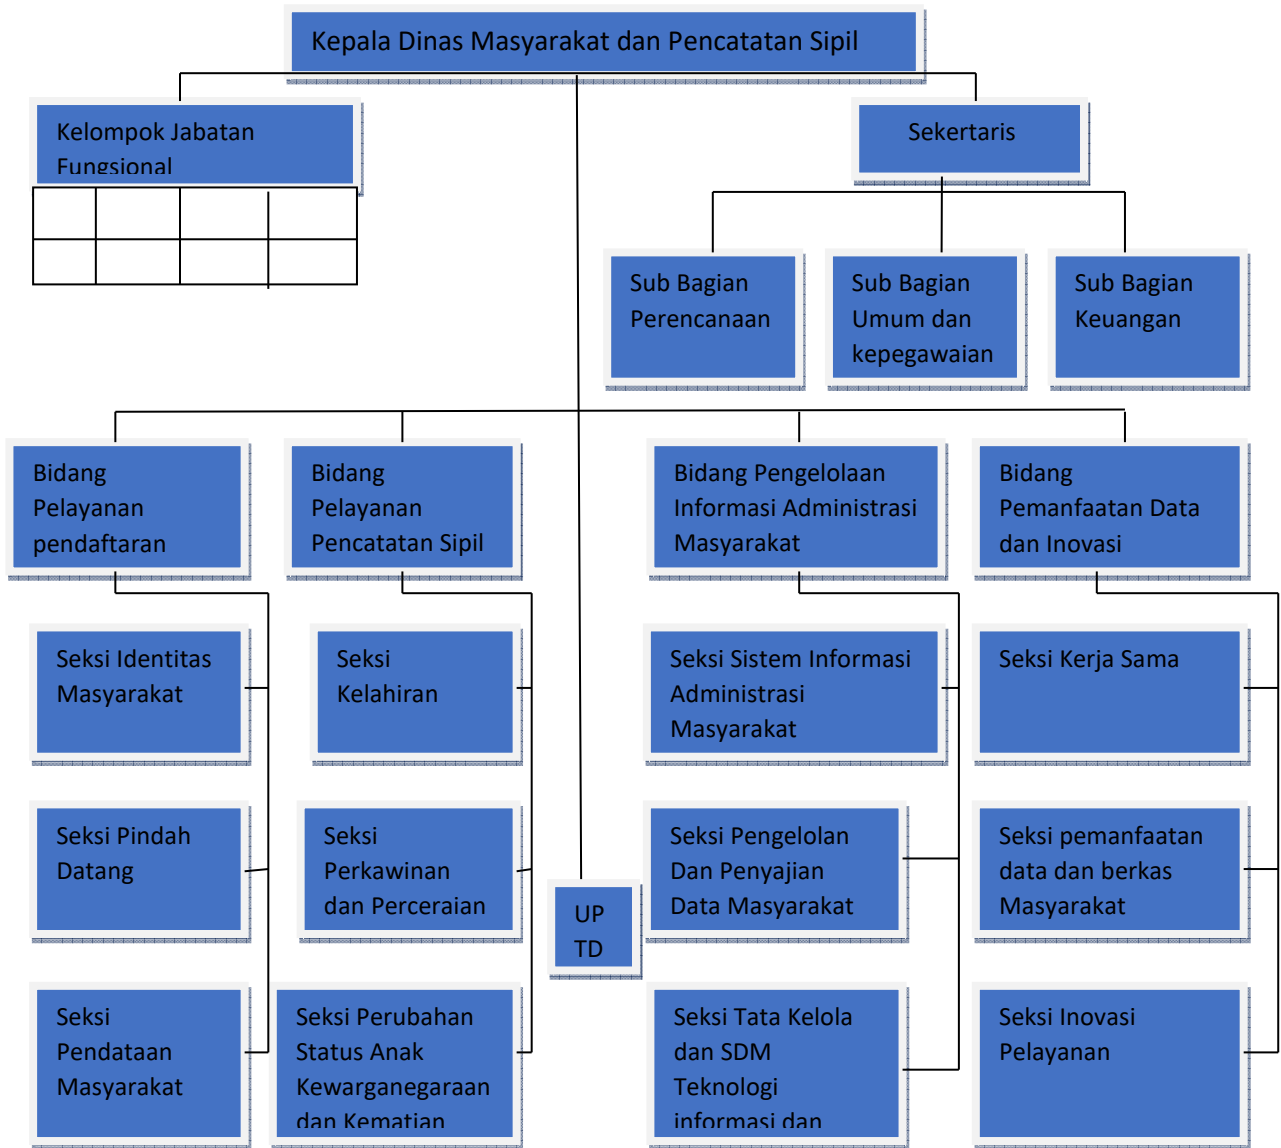 Kepala Dinas Masyarakat dan Pencatatan Sipil
Kelompok Jabatan
Fungsional
Sekertaris
Sub Bagian
Perencanaan
Sub Bagian
Umum dan
kepegawaian
Sub Bagian
Keuangan
Bidang
Pelayanan
pendaftaran
Bidang
Pelayanan
Pencatatan Sipil
Bidang Pengelolaan
Informasi Administrasi
Masyarakat
Bidang
Pemanfaatan Data
dan Inovasi
Seksi Identitas
Masyarakat
Seksi
Kelahiran
Seksi Sistem Informasi
Administrasi
Masyarakat
Seksi Kerja Sama
Seksi Pindah
Datang
Seksi
Perkawinan
dan Perceraian
UP
TD
Seksi Pengelolan
Dan Penyajian
Data Masyarakat
Seksi pemanfaatan
data dan berkas
Masyarakat
Seksi
Pendataan
Masyarakat
Seksi Perubahan
Status Anak
Kewarganegaraan
dan Kematian
Seksi Tata Kelola
dan SDM
Teknologi
informasi dan
Seksi Inovasi
Pelayanan